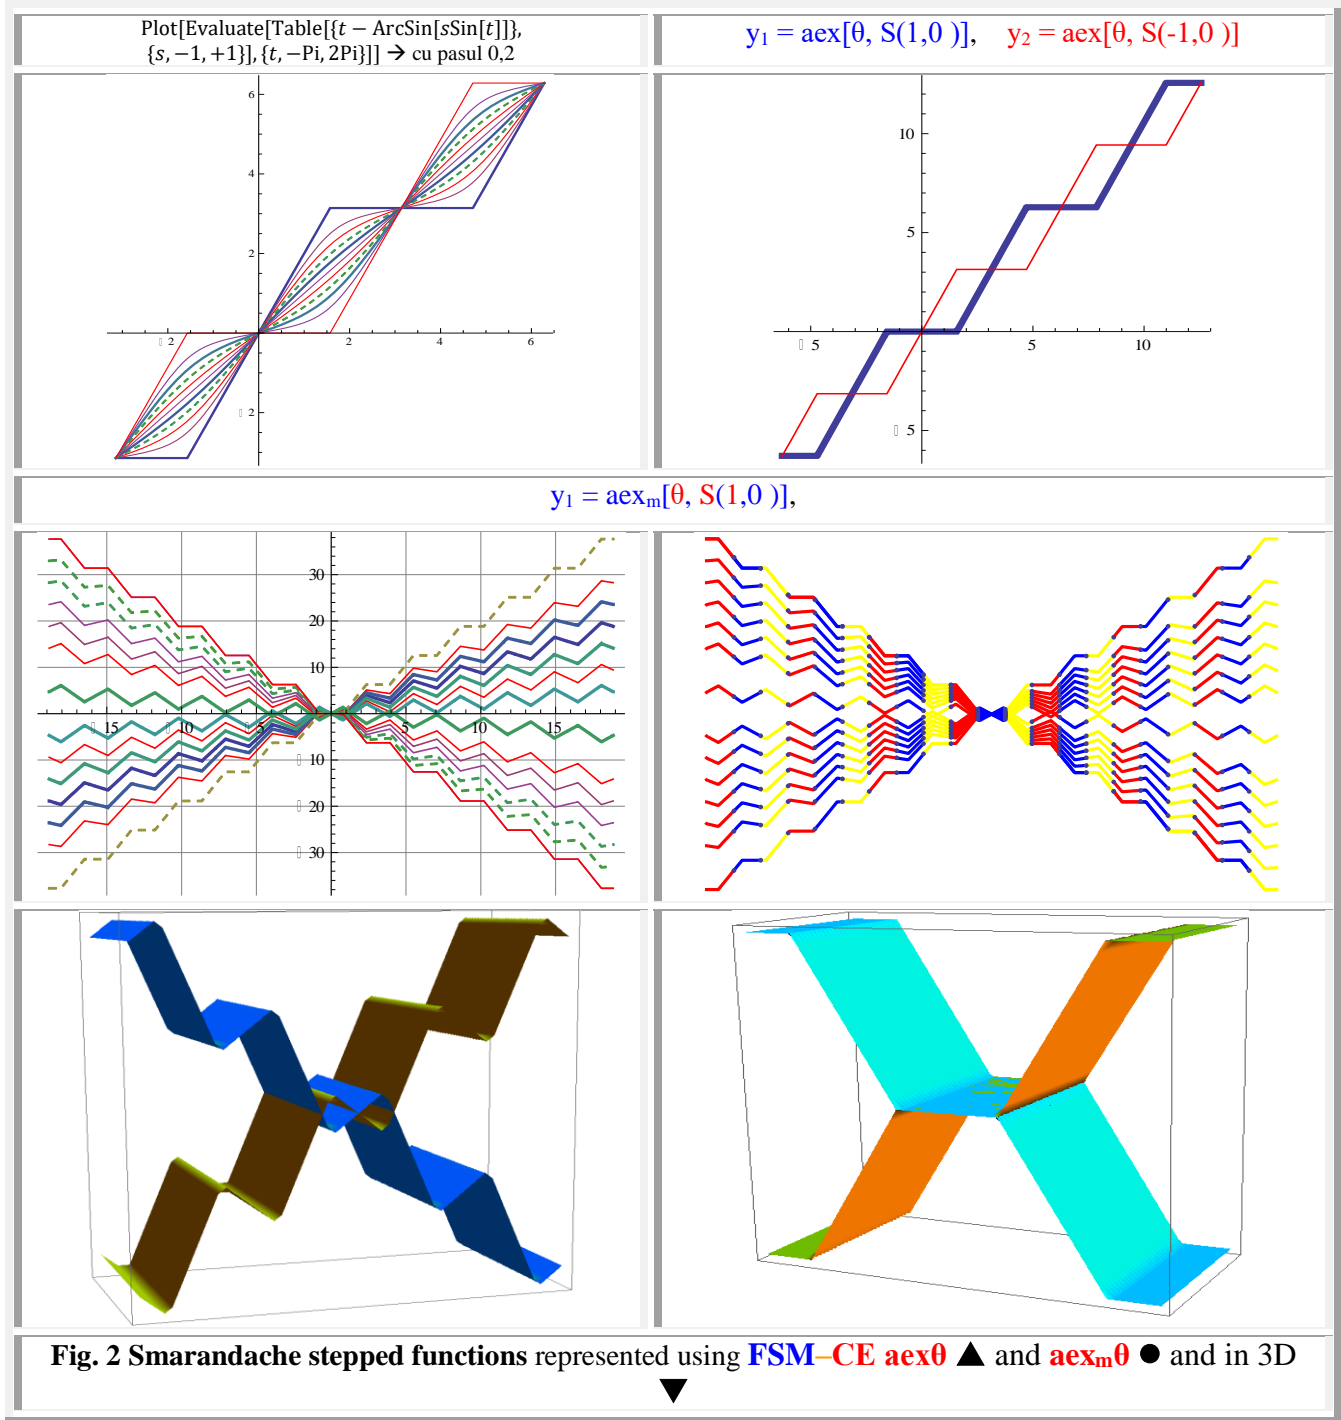 Plot[Evaluate[Table[{t − ArcSin[sSin[t]]},
{s, −1, +1}], {t, −Pi, 2Pi}]] → cu pasul 0,2
y₁ = aex[θ, S(1,0 )], y₂ = aex[θ, S(-1,0 )]
6
4
2
2 2 4 6
2
10
5
5 5 10
5
y₁ = aexₘ[θ, S(1,0 )],
30
20
10
15 10 5 5 15
10
20
30
Fig. 2 Smarandache stepped functions represented using FSM–CE aexθ ▲ and aexₘθ ● and in 3D
▼